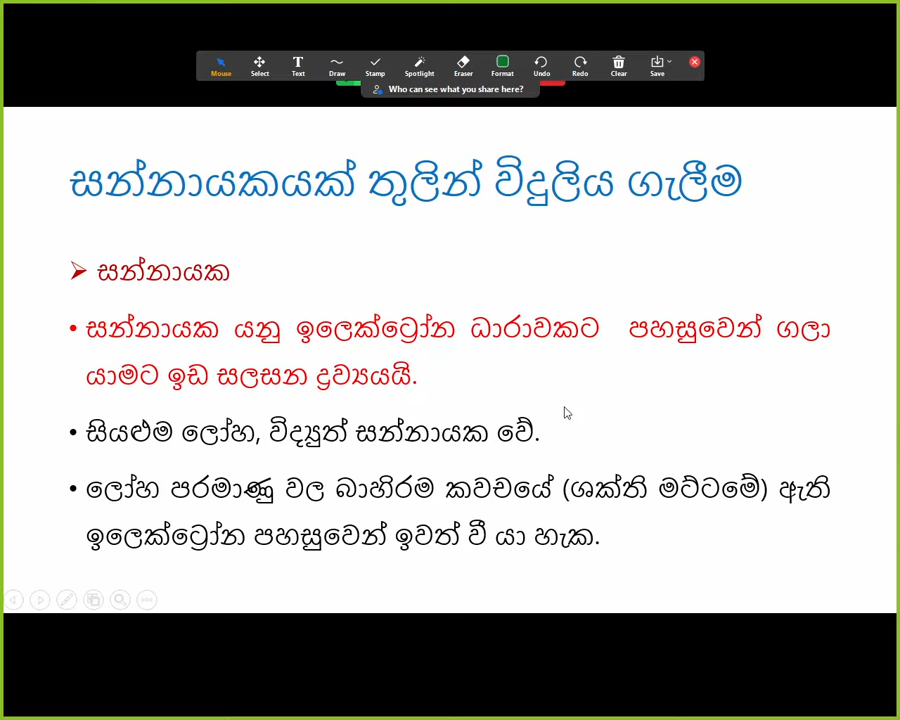 Mouse Select Text Draw Stamp Spotlight Eraser Format Undo Redo Clear Save
Who can see what you share here?
සන්නායකයක් තුලින් විදුලිය ගැලීම
සන්නායක
සන්නායක යනු ඉලෙක්ට්‍රෝන ධාරාවකට පහසුවෙන් ගලා
යාමට ඉඩ සලසන ද්‍රව්‍යයයි.
සියළුම ලෝහ, විද්‍යුත් සන්නායක වේ.
ලෝහ පරමාණු වල බාහිරම කවචයේ (ශක්ති මට්ටමේ) ඇති
ඉලෙක්ට්‍රෝන පහසුවෙන් ඉවත් වී යා හැක.